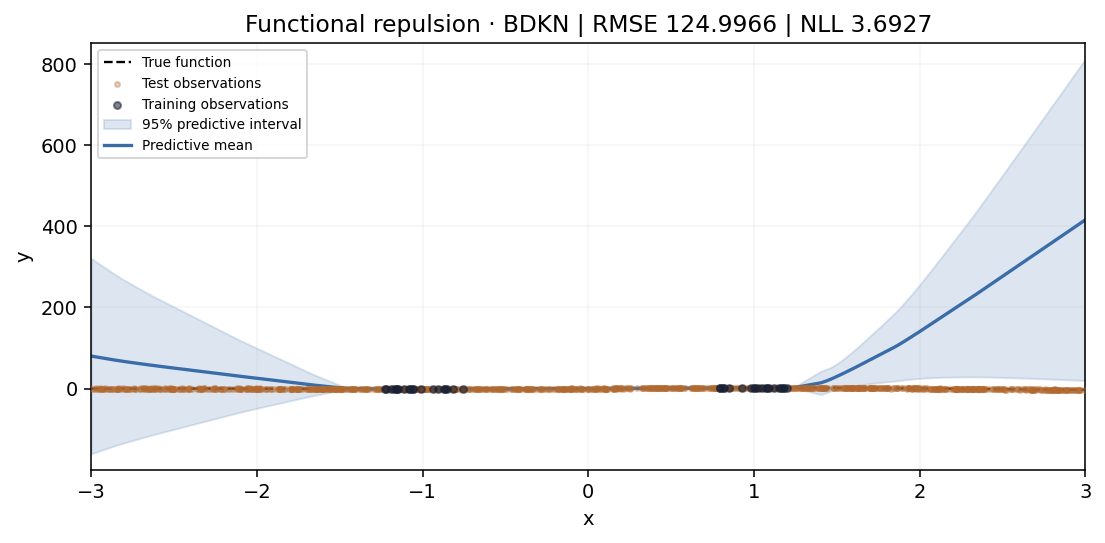 Functional repulsion · BDKN | RMSE 124.9966 | NLL 3.6927
True function
Test observations
Training observations
95% predictive interval
Predictive mean
800
600
400
200
0
y
−3
−2
−1
0
1
2
3
x